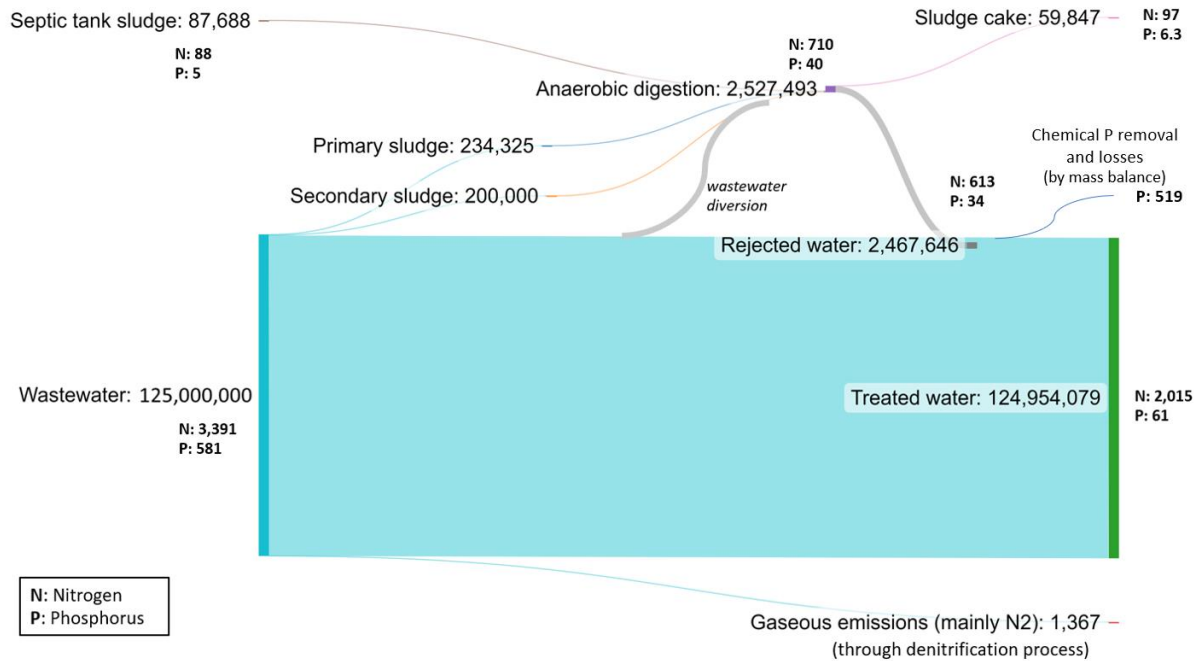 Septic tank sludge: 87,688
N: 88
P: 5
Sludge cake: 59,847
N: 97
P: 6.3
N: 710
P: 40
Anaerobic digestion: 2,527,493
Primary sludge: 234,325
Secondary sludge: 200,000
wastewater
diversion
Chemical P removal
and losses
(by mass balance)
P: 519
N: 613
P: 34
Rejected water: 2,467,646
Wastewater: 125,000,000
N: 3,391
P: 581
Treated water: 124,954,079
N: 2,015
P: 61
N: Nitrogen
P: Phosphorus
Gaseous emissions (mainly N2): 1,367
(through denitrification process)